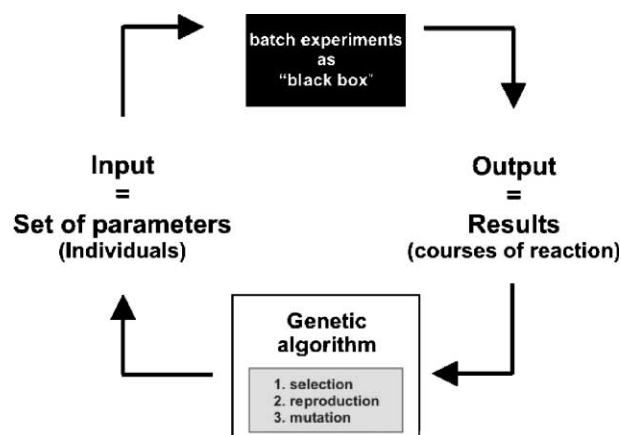 batch experiments
as
“black box”
Input
=
Set of parameters
(Individuals)
Output
=
Results
(courses of reaction)
Genetic
algorithm
1. selection
2. reproduction
3. mutation